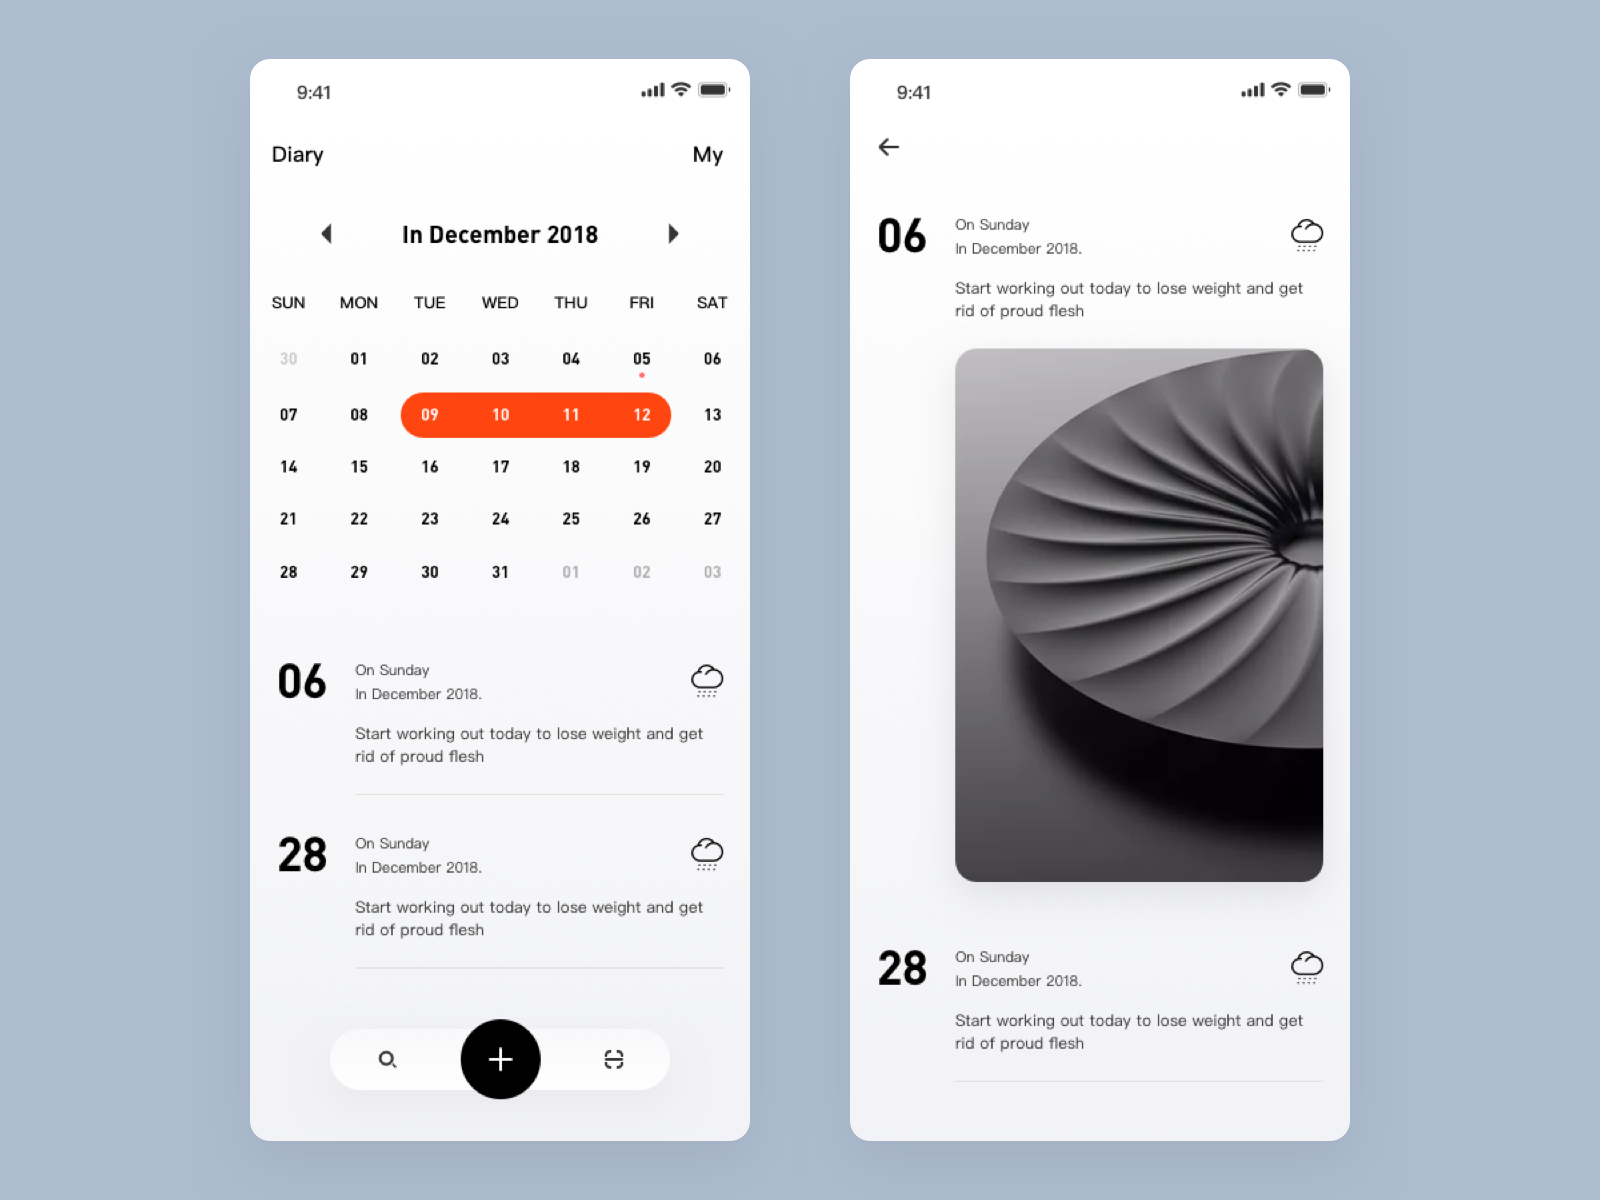 9:41
Diary
My
In December 2018
SUN MON TUE WED THU FRI SAT
30 01 02 03 04 05 06
07 08 09 10 11 12 13
14 15 16 17 18 19 20
21 22 23 24 25 26 27
28 29 30 31 01 02 03
06
On Sunday
In December 2018.
Start working out today to lose weight and get
rid of proud flesh
28
On Sunday
In December 2018.
Start working out today to lose weight and get
rid of proud flesh
9:41
06
On Sunday
In December 2018.
Start working out today to lose weight and get
rid of proud flesh
28
On Sunday
In December 2018.
Start working out today to lose weight and get
rid of proud flesh